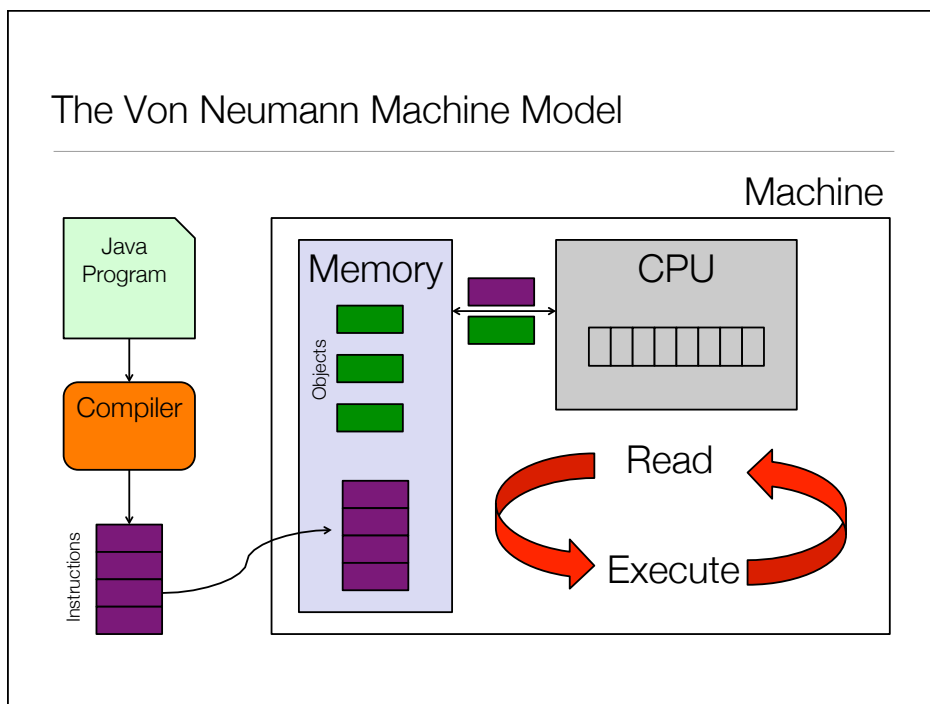 The Von Neumann Machine Model
Machine
Java
Program
Compiler
Instructions
Memory
Objects
CPU
Read
Execute